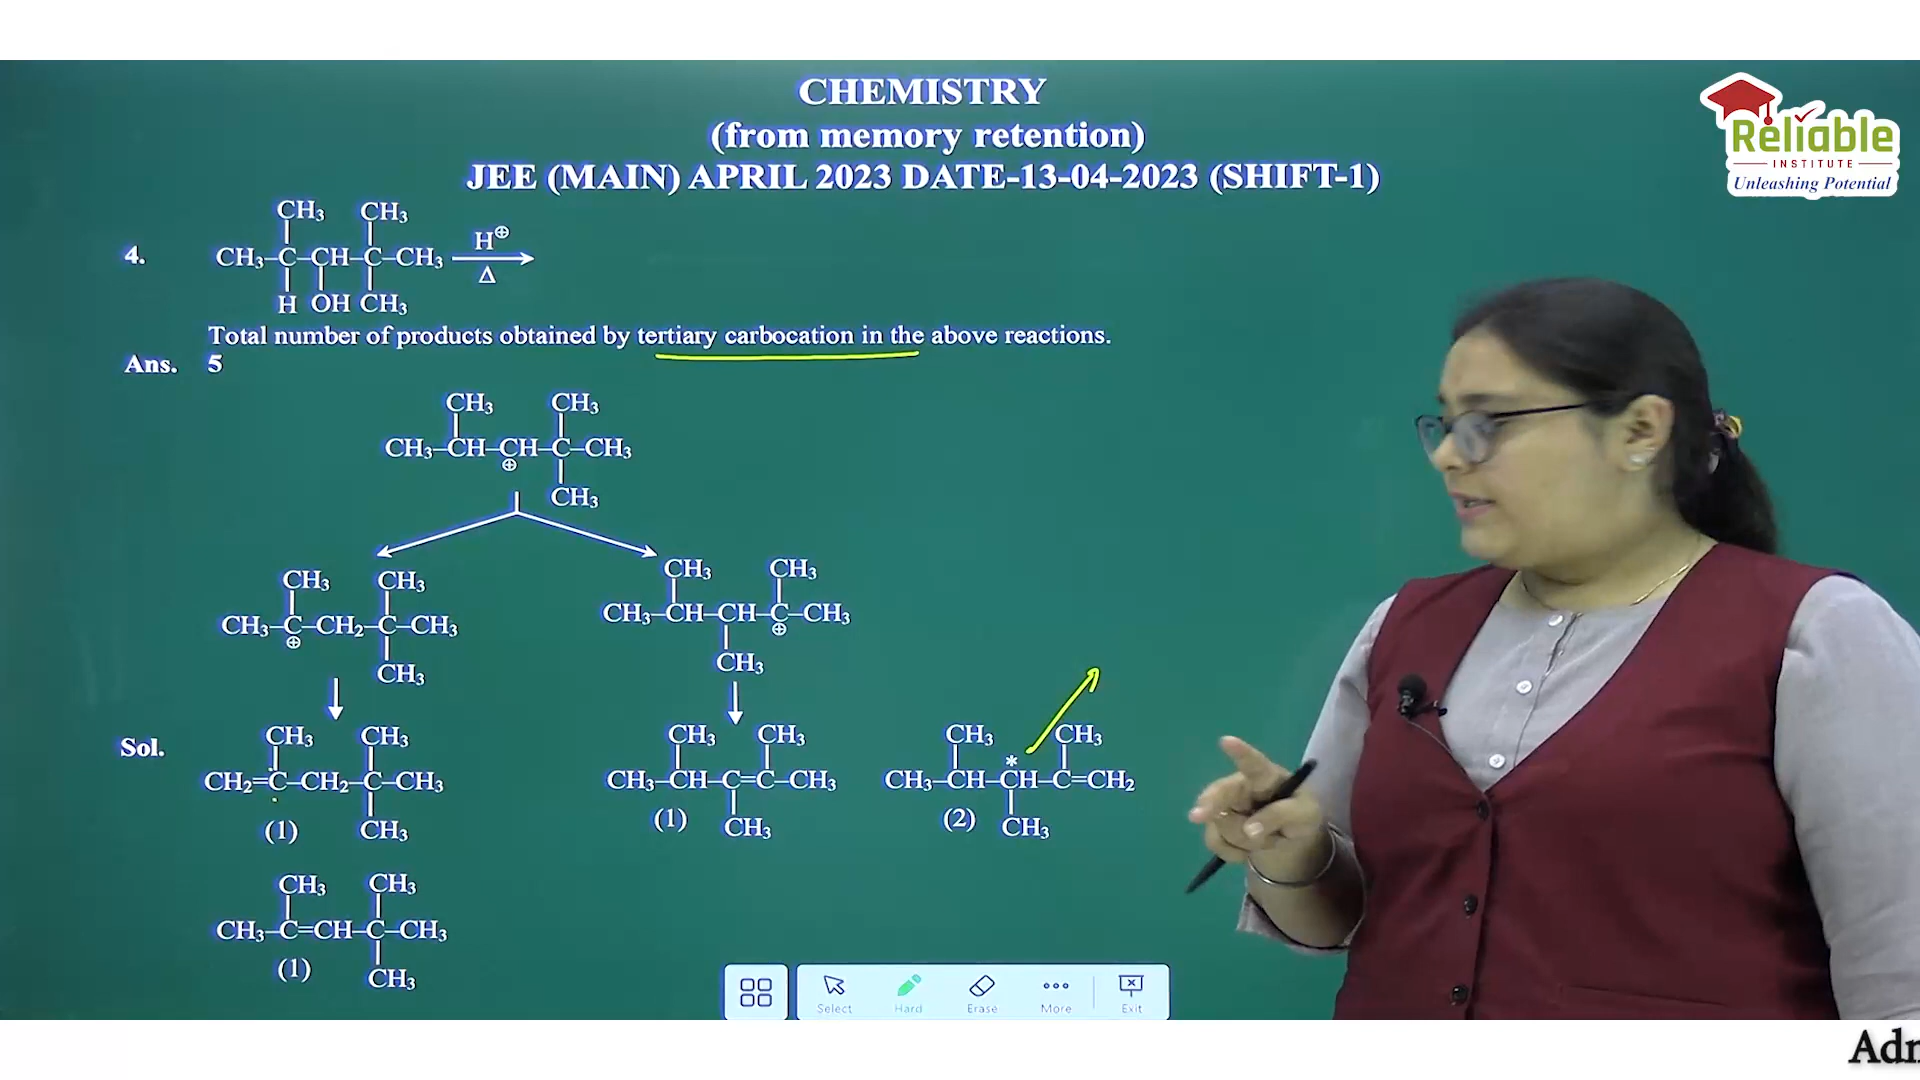 CHEMISTRY
(from memory retention)
JEE (MAIN) APRIL 2023 DATE-13-04-2023 (SHIFT-1)
Reliable
INSTITUTE
Unleashing Potential
CH₃ CH₃
4. CH₃–C–CH–C–CH₃ H⊕
Δ
H OH CH₃
Total number of products obtained by tertiary carbocation in the above reactions.
Ans. 5
CH₃ CH₃
CH₃–CH–CH–C–CH₃
⊕
CH₃
CH₃ CH₃
CH₃–C–CH₂–C–CH₃
⊕
CH₃
CH₃ CH₃
CH₃–CH–CH–C–CH₃
⊕
CH₃
Sol.
CH₃ CH₃
CH₂=C–CH₂–C–CH₃
(1) CH₃
CH₃ CH₃
CH₃–CH–C=C–CH₃
(1) CH₃
CH₃ * CH₃
CH₃–CH–CH–C=CH₂
(2) CH₃
CH₃ CH₃
CH₃–C=CH–C–CH₃
(1) CH₃
Select Hard Erase More Exit